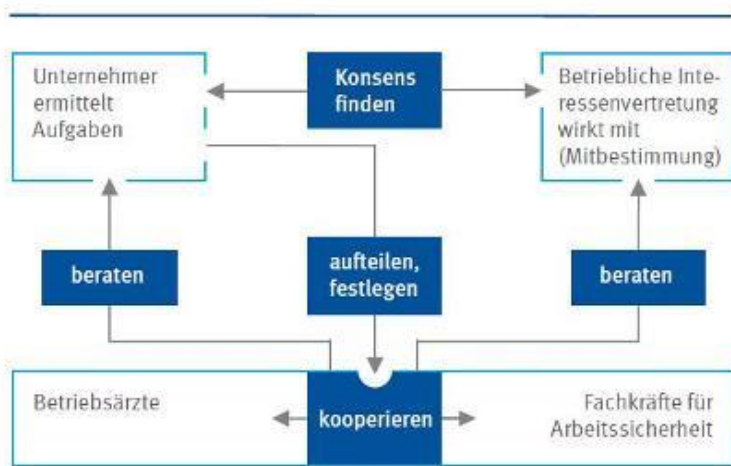 Unternehmer
ermittelt
Aufgaben
Konsens
finden
Betriebliche Inte-
ressenvertretung
wirkt mit
(Mitbestimmung)
beraten
aufteilen,
festlegen
beraten
Betriebsärzte
kooperieren
Fachkräfte für
Arbeitssicherheit